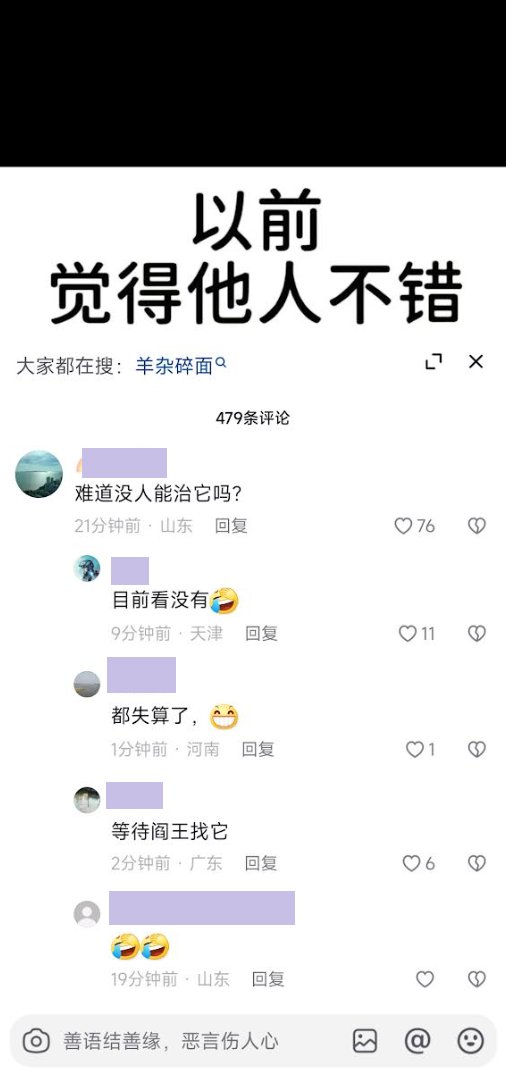 以前
觉得他人不错
大家都在搜：羊杂碎面
479条评论
难道没人能治它吗？
21分钟前 · 山东 回复 76
目前看没有🤣
9分钟前 · 天津 回复 11
都失算了，😁
1分钟前 · 河南 回复 1
等待阎王找它
2分钟前 · 广东 回复 6
🤣🤣
19分钟前 · 山东 回复
善语结善缘，恶言伤人心